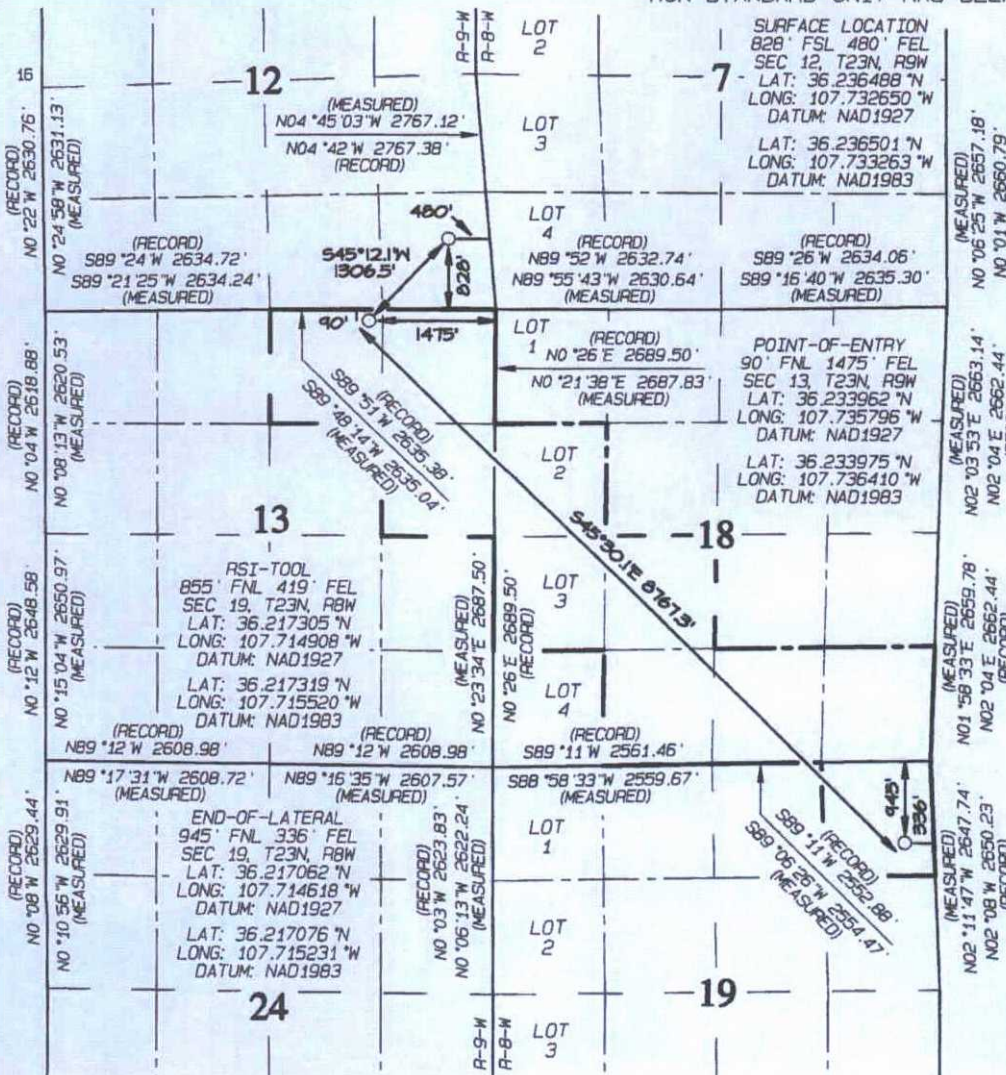 16
12
R-9-W
R-8-W
LOT
2
7
SURFACE LOCATION
828' FSL 480' FEL
SEC 12, T23N, R9W
LAT: 36.236488 °N
LONG: 107.732650 °W
DATUM: NAD1927
LAT: 36.236501 °N
LONG: 107.733263 °W
DATUM: NAD1983
(RECORD)
N0 °22'W 2630.76'
N0 °24'58"W 2631.13'
(MEASURED)
(MEASURED)
N04 °45'03"W 2767.12'
N04 °42'W 2767.38'
(RECORD)
LOT
3
(MEASURED)
N0 °06'25"W 2657.18'
N0 °01'W 2660.79'
480'
LOT
4
S45°12.1'W
1306.5'
828'
(RECORD)
S89 °24'W 2634.72'
S89 °21'25"W 2634.24'
(MEASURED)
(RECORD)
N89 °52'W 2632.74'
N89 °55'43"W 2630.64'
(MEASURED)
(RECORD)
S89 °26'W 2634.06'
S89 °16'40"W 2635.30'
(MEASURED)
90'
1475'
LOT
1
(RECORD)
N0 °26'E 2689.50'
N0 °21'38"E 2687.83'
(MEASURED)
POINT-OF-ENTRY
90' FNL 1475' FEL
SEC 13, T23N, R9W
LAT: 36.233962 °N
LONG: 107.735796 °W
DATUM: NAD1927
LAT: 36.233975 °N
LONG: 107.736410 °W
DATUM: NAD1983
(RECORD)
N0 °04'W 2618.88'
N0 °08'13"W 2620.53'
(MEASURED)
(RECORD)
S89 °51'W 2635.38'
S89 °48'14"W 2635.04'
(MEASURED)
LOT
2
(MEASURED)
N02 °03'53"E 2663.14'
N02 °04'E 2662.44'
13
S45°30.1'E 8767.3'
18
(RECORD)
N0 °12'W 2648.58'
N0 °15'04"W 2650.97'
(MEASURED)
RSI-TOOL
855' FNL 419' FEL
SEC 19, T23N, R8W
LAT: 36.217305 °N
LONG: 107.714908 °W
DATUM: NAD1927
LAT: 36.217319 °N
LONG: 107.715520 °W
DATUM: NAD1983
(MEASURED)
N0 °23'34"E 2687.50'
N0 °26'E 2689.50'
(RECORD)
LOT
3
LOT
4
(MEASURED)
N01 °58'33"E 2659.78'
N02 °04'E 2662.44'
(RECORD)
(RECORD)
N89 °12'W 2608.98'
(RECORD)
N89 °12'W 2608.98'
(RECORD)
S89 °11'W 2561.46'
N89 °17'31"W 2608.72'
(MEASURED)
N89 °16'35"W 2607.57'
(MEASURED)
S88 °58'33"W 2559.67'
(MEASURED)
945'
336'
(RECORD)
N0 °08'W 2629.44'
N0 °10'56"W 2629.91'
(MEASURED)
END-OF-LATERAL
945' FNL 336' FEL
SEC 19, T23N, R8W
LAT: 36.217062 °N
LONG: 107.714618 °W
DATUM: NAD1927
LAT: 36.217076 °N
LONG: 107.715231 °W
DATUM: NAD1983
(RECORD)
N0 °03'W 2623.83'
N0 °06'13"W 2622.24'
(MEASURED)
LOT
1
LOT
2
(RECORD)
S89 °11'W 2552.88'
S89 °06'26"W 2554.47'
(MEASURED)
(MEASURED)
N02 °11'47"W 2647.74'
N02 °08'W 2650.23'
(RECORD)
24
19
R-9-W
R-8-W
LOT
3